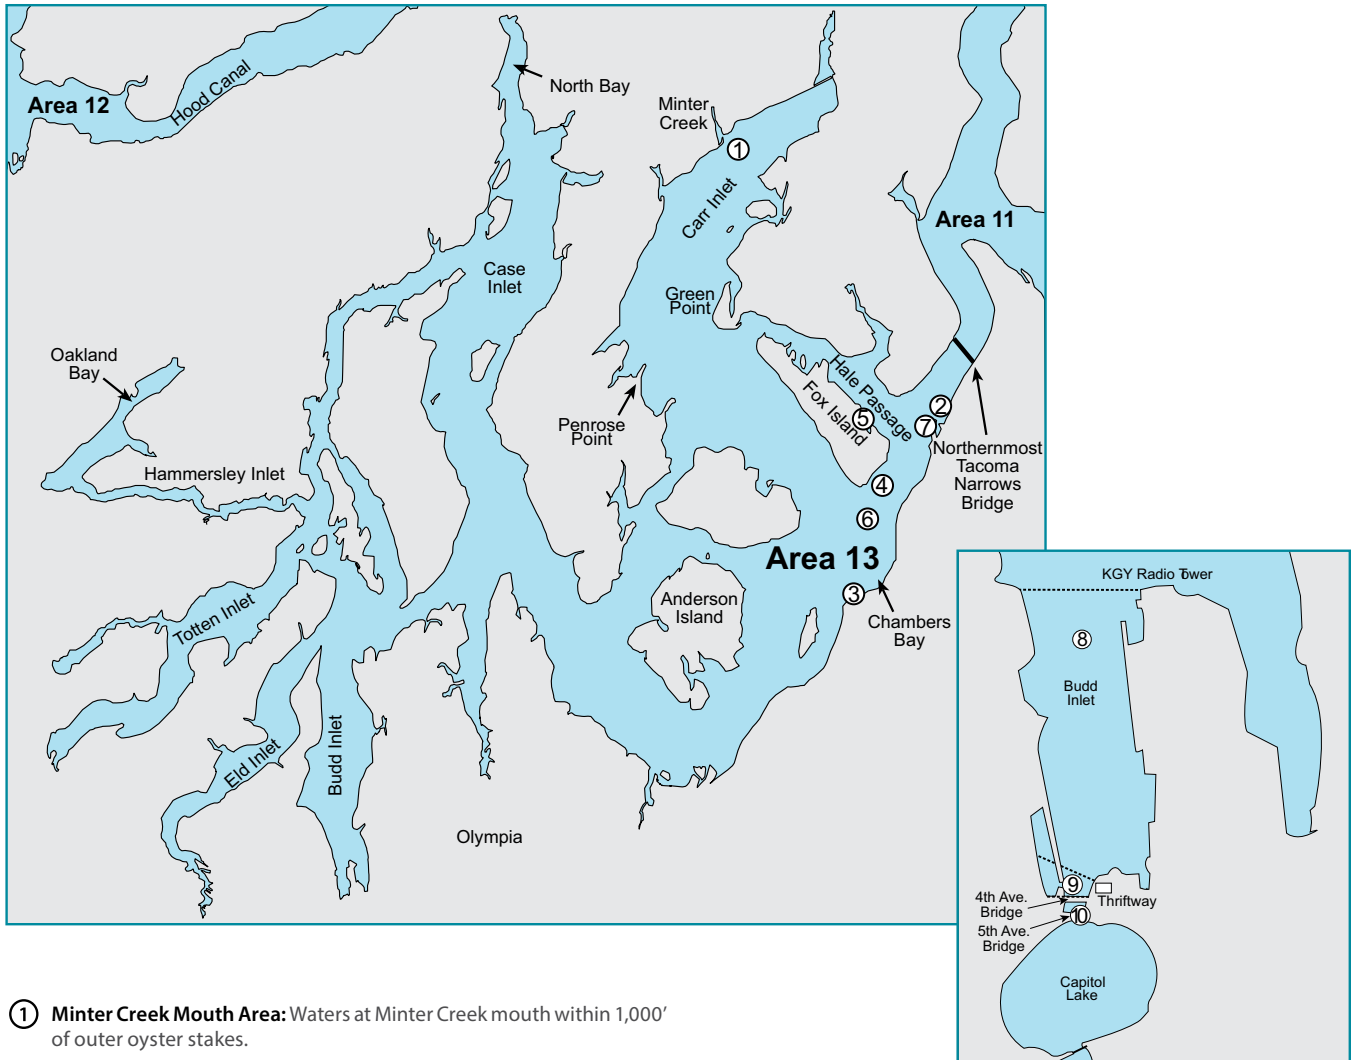 North Bay
Area 12
Hood Canal
Minter
Creek
1
Carr Inlet
Area 11
Case
Inlet
Green
Point
Oakland
Bay
Hale Passage
Fox Island
5
2
7
Penrose
Point
Northernmost
Tacoma
Narrows
Bridge
Hammersley Inlet
4
6
Area 13
3
Chambers
Bay
Anderson
Island
Totten Inlet
Eld Inlet
Budd Inlet
Olympia
KGY Radio Tower
8
Budd
Inlet
9
Thriftway
4th Ave.
Bridge
10
5th Ave.
Bridge
Capitol
Lake
1 Minter Creek Mouth Area: Waters at Minter Creek mouth within 1,000′
of outer oyster stakes.